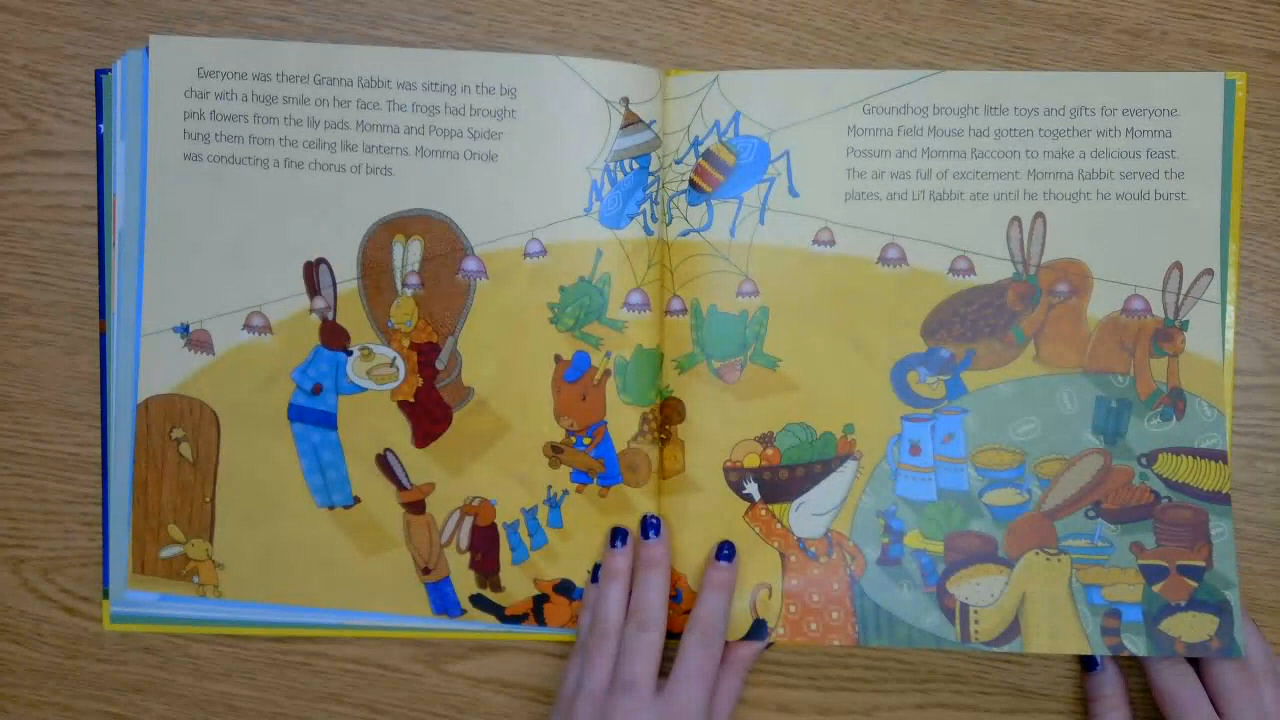 Everyone was there! Granna Rabbit was sitting in the big
chair with a huge smile on her face. The frogs had brought
pink flowers from the lily pads. Momma and Poppa Spider
hung them from the ceiling like lanterns. Momma Oriole
was conducting a fine chorus of birds.
Groundhog brought little toys and gifts for everyone.
Momma Field Mouse had gotten together with Momma
Possum and Momma Raccoon to make a delicious feast.
The air was full of excitement. Momma Rabbit served the
plates, and Li'l Rabbit ate until he thought he would burst.